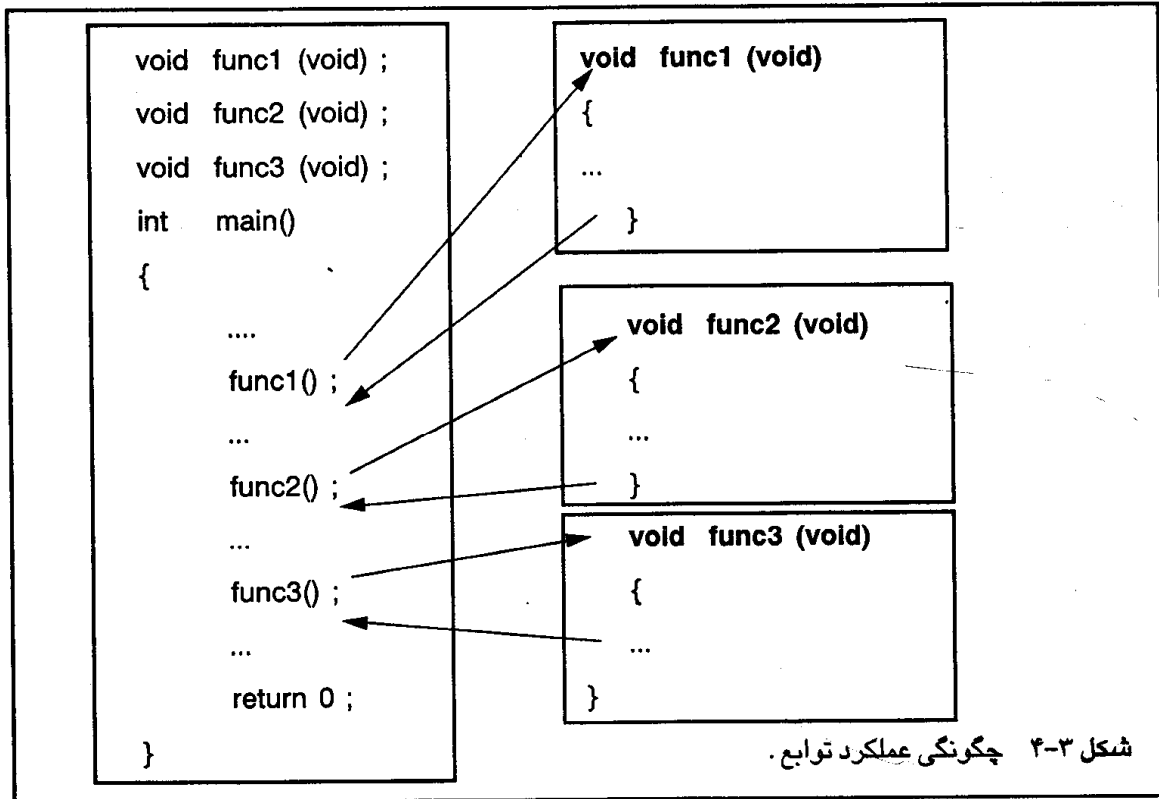 void func1 (void) ;
void func2 (void) ;
void func3 (void) ;
int main()
{
....
func1() ;
...
func2() ;
...
func3() ;
...
return 0 ;
}
void func1 (void)
{
...
}
void func2 (void)
{
...
}
void func3 (void)
{
...
}
شکل ۳-۴ چگونگی عملکرد توابع .